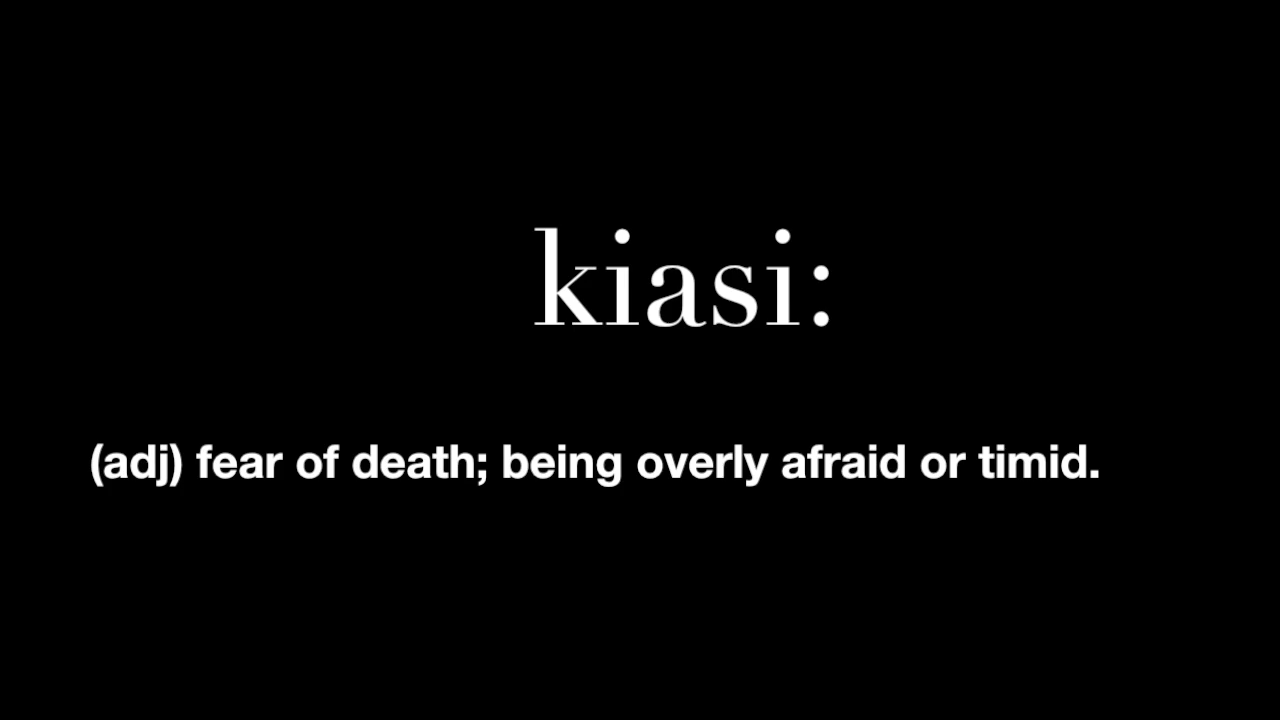 kiasi:
(adj) fear of death; being overly afraid or timid.